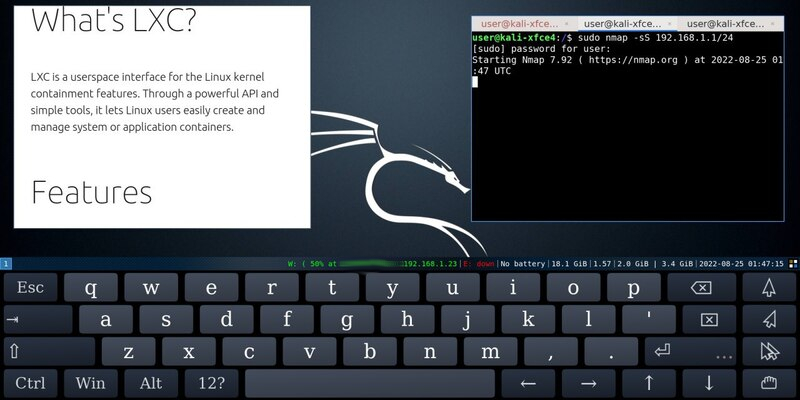 What's LXC?
LXC is a userspace interface for the Linux kernel
containment features. Through a powerful API and
simple tools, it lets Linux users easily create and
manage system or application containers.
Features
user@kali-xfce... × user@kali-xfce... × user@kali-xfce... ×
user@kali-xfce4:/$ sudo nmap -sS 192.168.1.1/24
[sudo] password for user:
Starting Nmap 7.92 ( https://nmap.org ) at 2022-08-25 01
:47 UTC
1
W: ( 50% at 192.168.1.23|E: down|No battery|18.1 GiB|1.57|2.0 GiB | 3.4 GiB|2022-08-25 01:47:15
Esc q w e r t y u i o p
a s d f g h j k l '
z x c v b n m , . ...
Ctrl Win Alt 12? ← → ↑ ↓